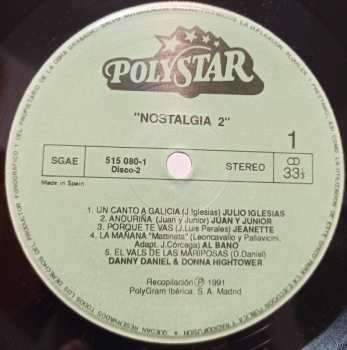 POLYSTAR
"NOSTALGIA 2"
1
SGAE
515 080-1
Disco-2
STEREO
33⅓
Made in Spain
1. UN CANTO A GALICIA (J. Iglesias) JULIO IGLESIAS
2. ANDURIÑA (Juan y Junior) JUAN Y JUNIOR
3. PORQUE TE VAS (J.Luis Perales) JEANETTE
4. LA MAÑANA "Mattinata" (Leoncavallo y Pallavicini,
Adapt. J.Córcega) AL BANO
5. EL VALS DE LAS MARIPOSAS (D.Daniel)
DANNY DANIEL & DONNA HIGHTOWER
Recopilación Ⓟ 1991
PolyGram Ibérica; S. A. Madrid